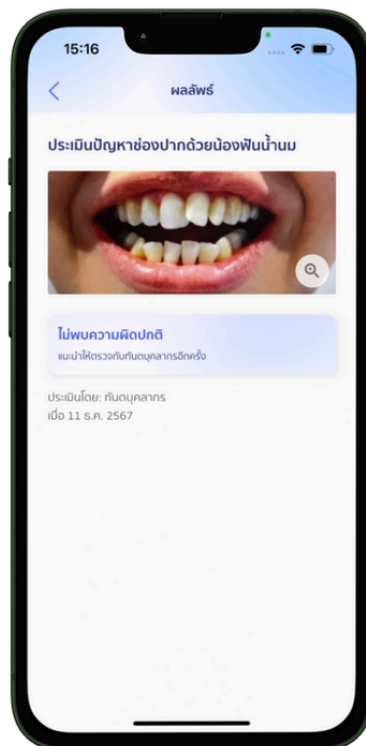 15:16
ผลลัพธ์
ประเมินปัญหาช่องปากด้วยน้องฟันน้ำนม
ไม่พบความผิดปกติ
แนะนำให้ตรวจกับทันตบุคลากรอีกครั้ง
ประเมินโดย: ทันตบุคลากร
เมื่อ 11 ธ.ค. 2567